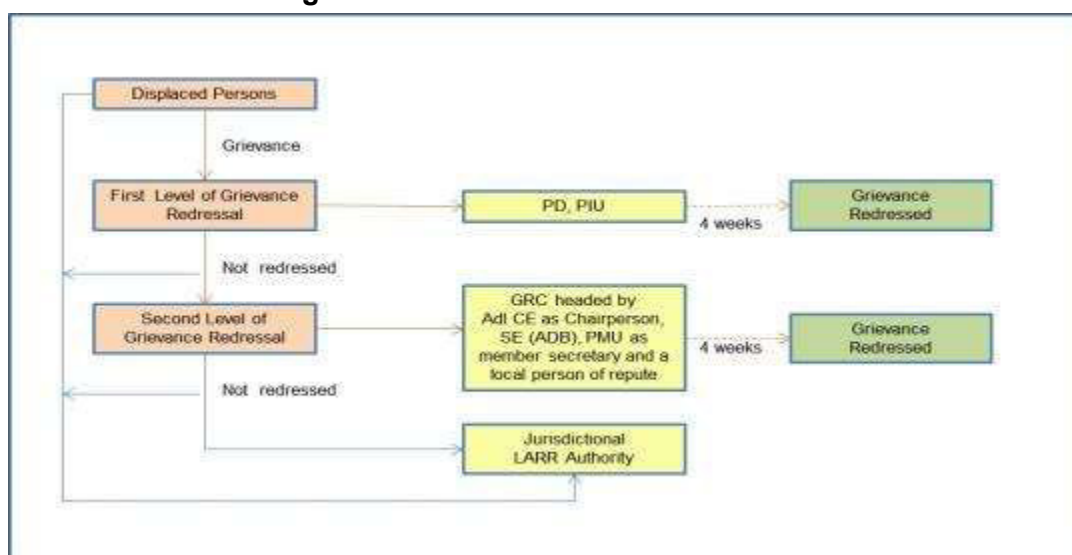 Displaced Persons
Grievance
First Level of Grievance
Redressal
PD, PIU
4 weeks
Grievance
Redressed
Not redressed
Second Level of
Grievance Redressal
GRC headed by
Adl CE as Chairperson,
SE (ADB), PMU as
member secretary and a
local person of repute
4 weeks
Grievance
Redressed
Not redressed
Jurisdictional
LARR Authority